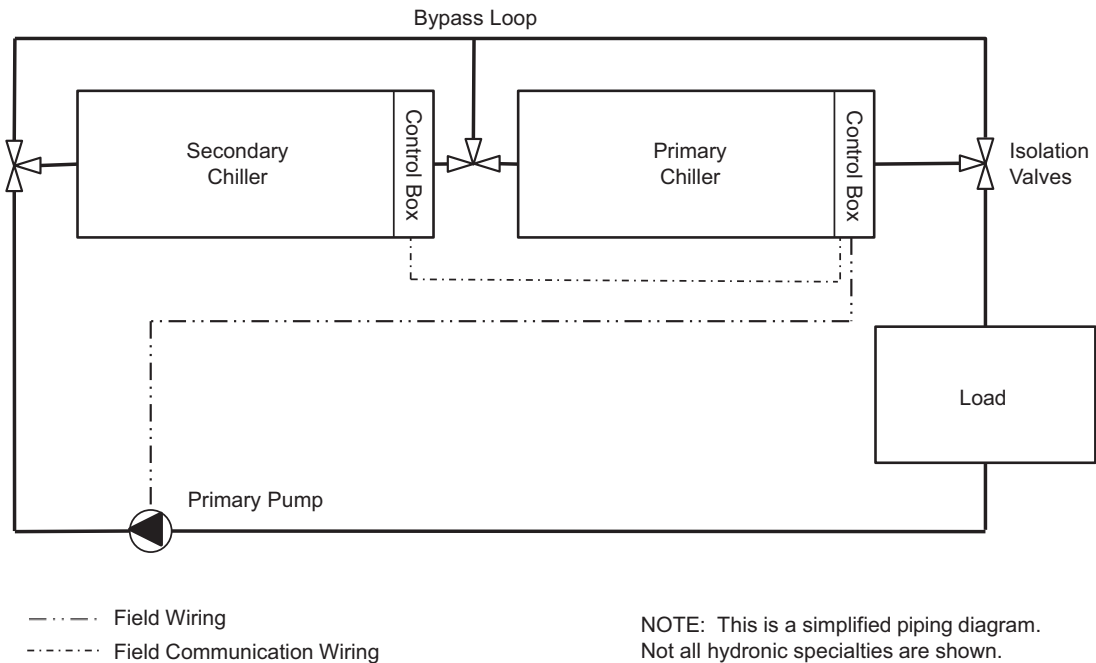 Bypass Loop
Secondary
Chiller
Control Box
Primary
Chiller
Control Box
Isolation
Valves
Load
Primary Pump
Field Wiring
Field Communication Wiring
NOTE: This is a simplified piping diagram.
Not all hydronic specialties are shown.